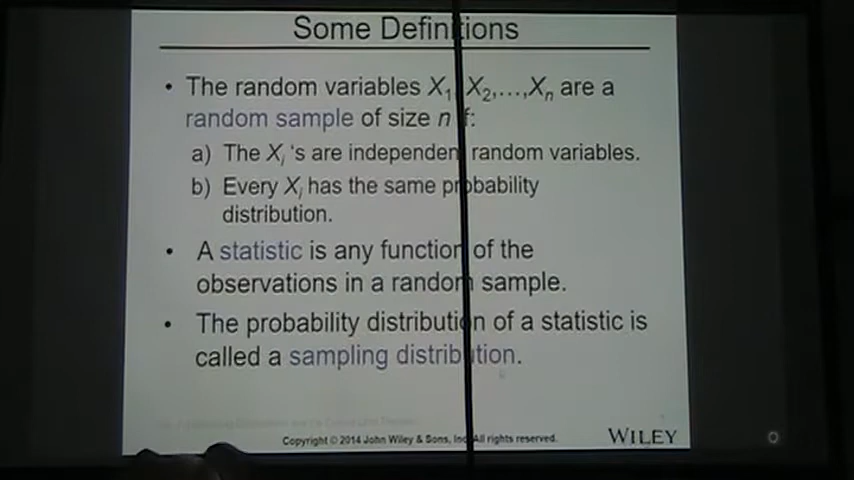 Some Definitions
• The random variables X1, X2,...,Xn are a
random sample of size n if:
a) The Xi's are independent random variables.
b) Every Xi has the same probability
distribution.
• A statistic is any function of the
observations in a random sample.
• The probability distribution of a statistic is
called a sampling distribution.
Copyright © 2014 John Wiley & Sons, Inc. All rights reserved.
WILEY